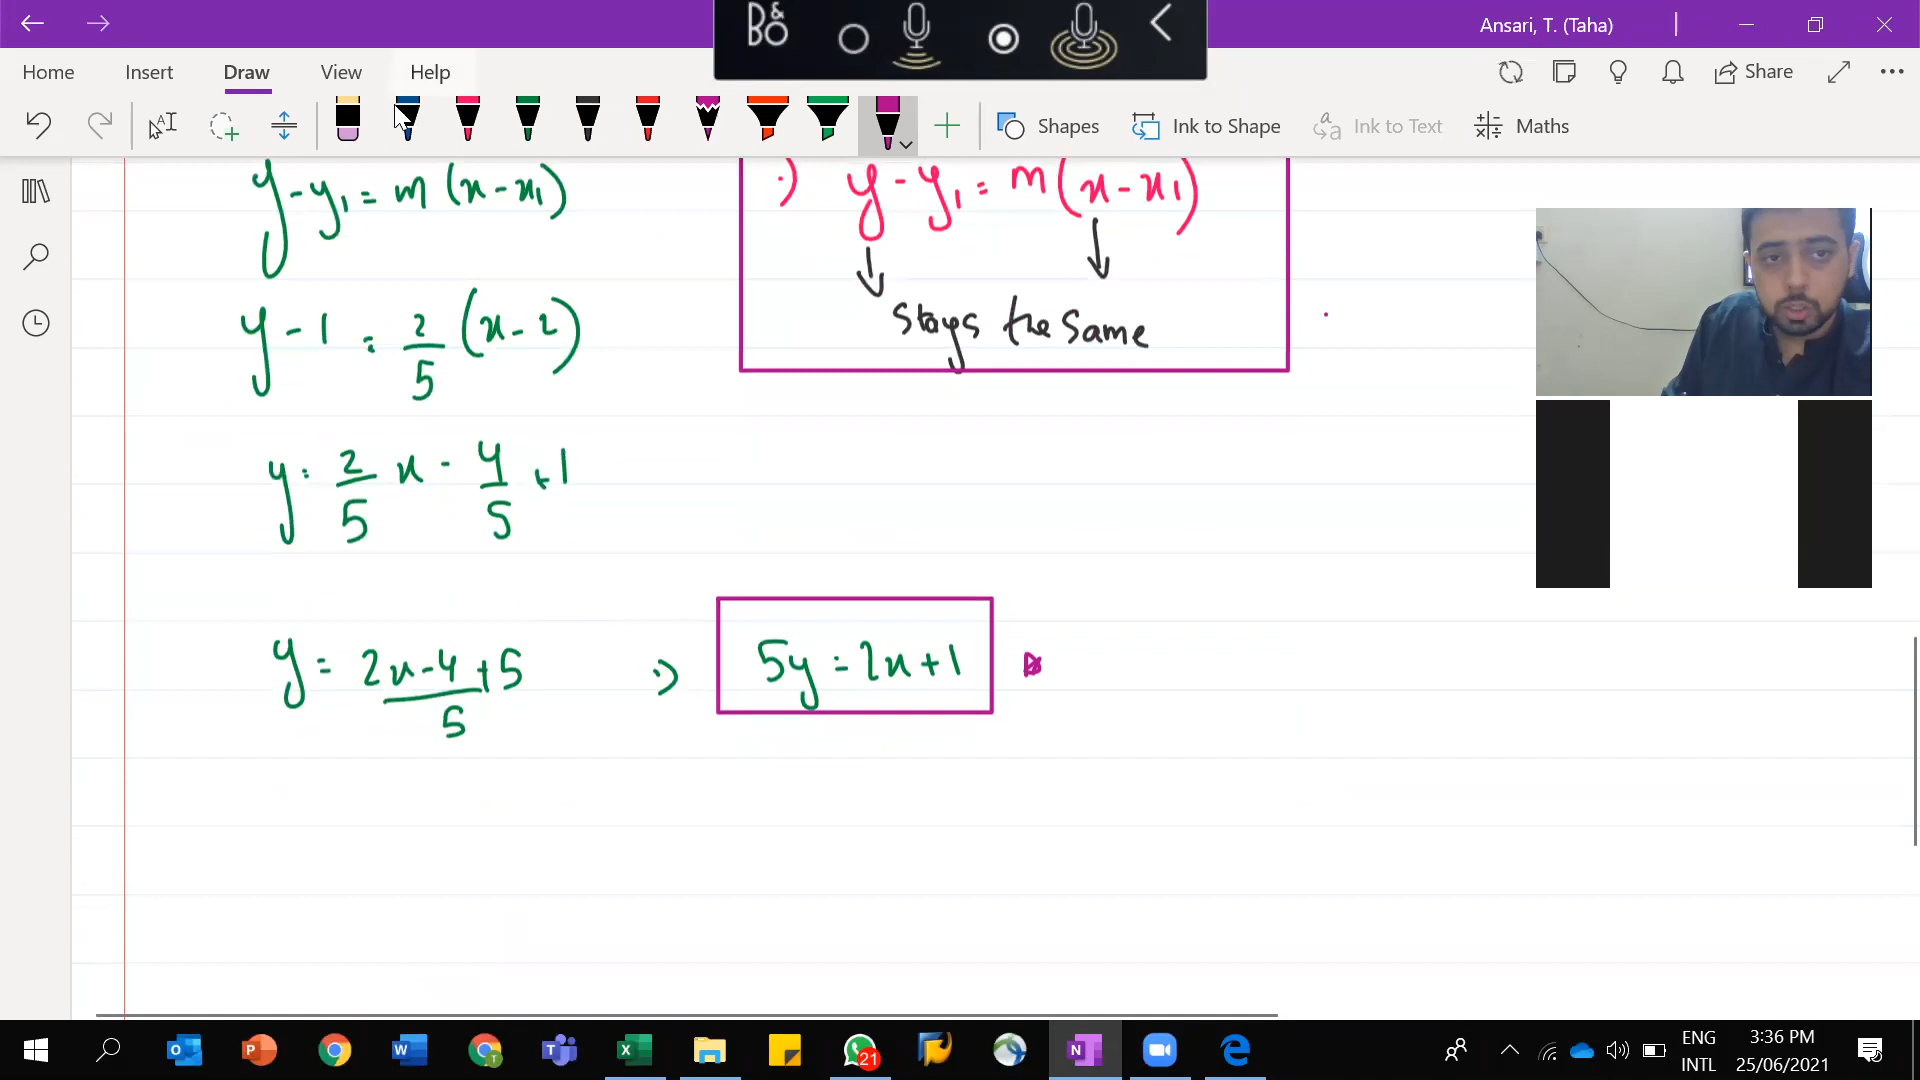 Ansari, T. (Taha)
B&O
Home Insert Draw View Help
Share
Shapes Ink to Shape Ink to Text Maths
y-y₁ = m(x-x₁)
∴) y-y₁ = m(x-x₁)
stays the same
y-1 = 2/5 (x-2)
y = 2/5 x - 4/5 +1
y = 2x-4+5/5 ∴) 5y = 2x+1
21
ENG
INTL
3:36 PM
25/06/2021